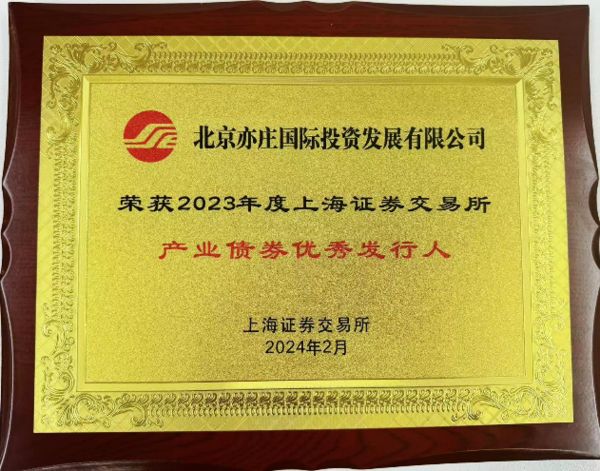 北京亦庄国际投资发展有限公司
荣获2023年度上海证券交易所
产业债券优秀发行人
上海证券交易所
2024年2月